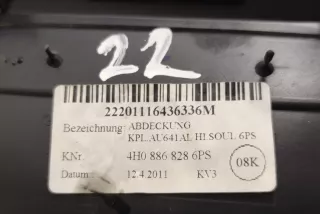 22
22201116436336M
Bezeichnung: ABDECKUNG
KPL.AU641AL HI.SOUL 6PS
KNr. 4H0 886 828 6PS
08K
Datum: 12.4.2011 KV3